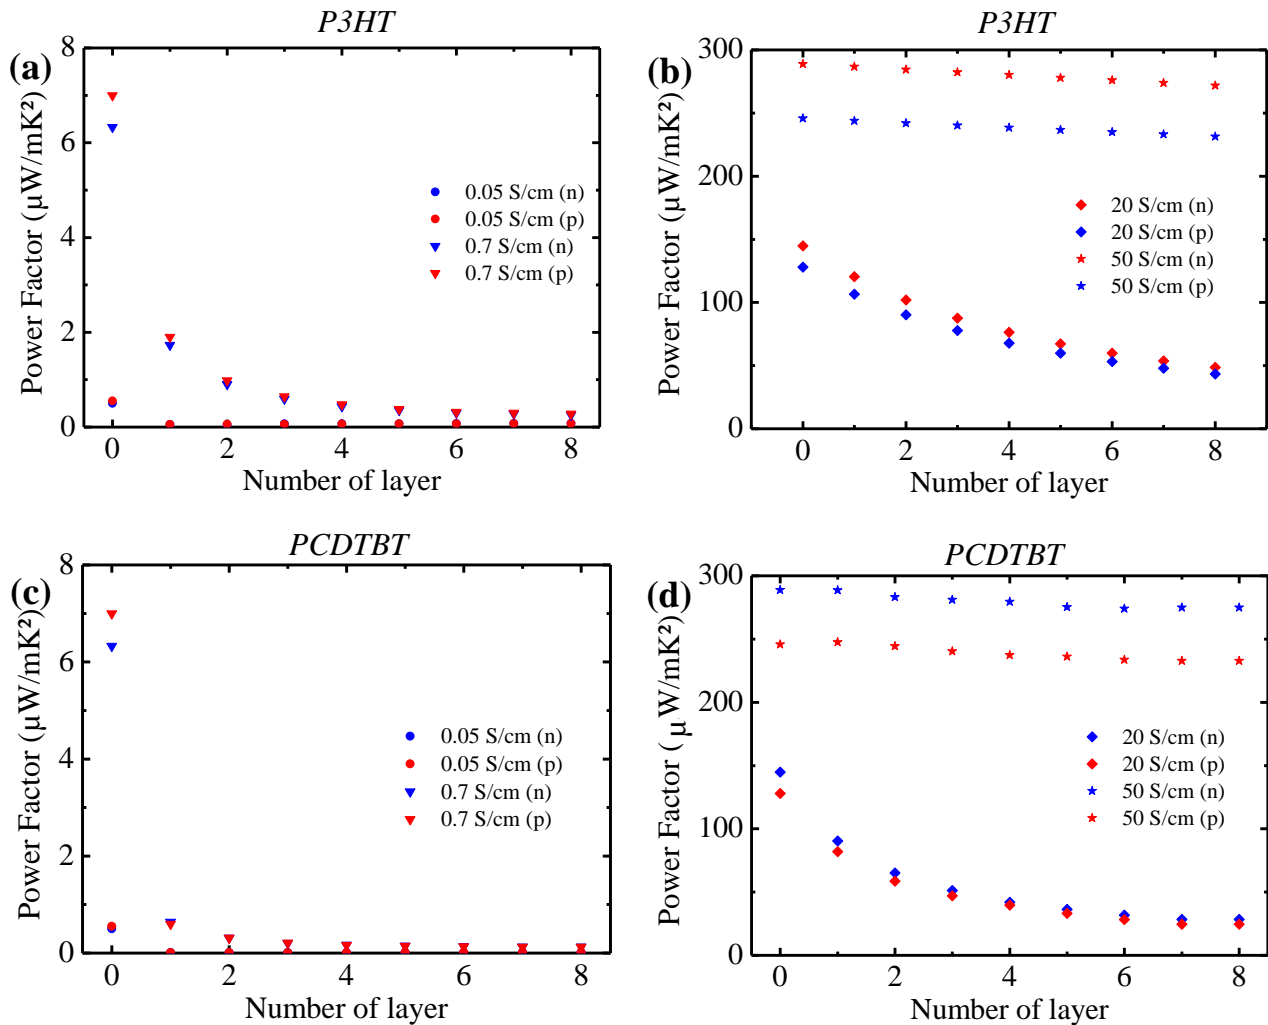 P3HT
(a)
8
6
4
2
0
Power Factor (µW/mK²)
0.05 S/cm (n)
0.05 S/cm (p)
0.7 S/cm (n)
0.7 S/cm (p)
0 2 4 6 8
Number of layer
P3HT
(b)
300
200
100
0
Power Factor (µW/mK²)
20 S/cm (n)
20 S/cm (p)
50 S/cm (n)
50 S/cm (p)
0 2 4 6 8
Number of layer
PCDTBT
(c)
8
6
4
2
0
Power Factor (µW/mK²)
0.05 S/cm (n)
0.05 S/cm (p)
0.7 S/cm (n)
0.7 S/cm (p)
0 2 4 6 8
Number of layer
PCDTBT
(d)
300
200
100
0
Power Factor (µW/mK²)
20 S/cm (n)
20 S/cm (p)
50 S/cm (n)
50 S/cm (p)
0 2 4 6 8
Number of layer